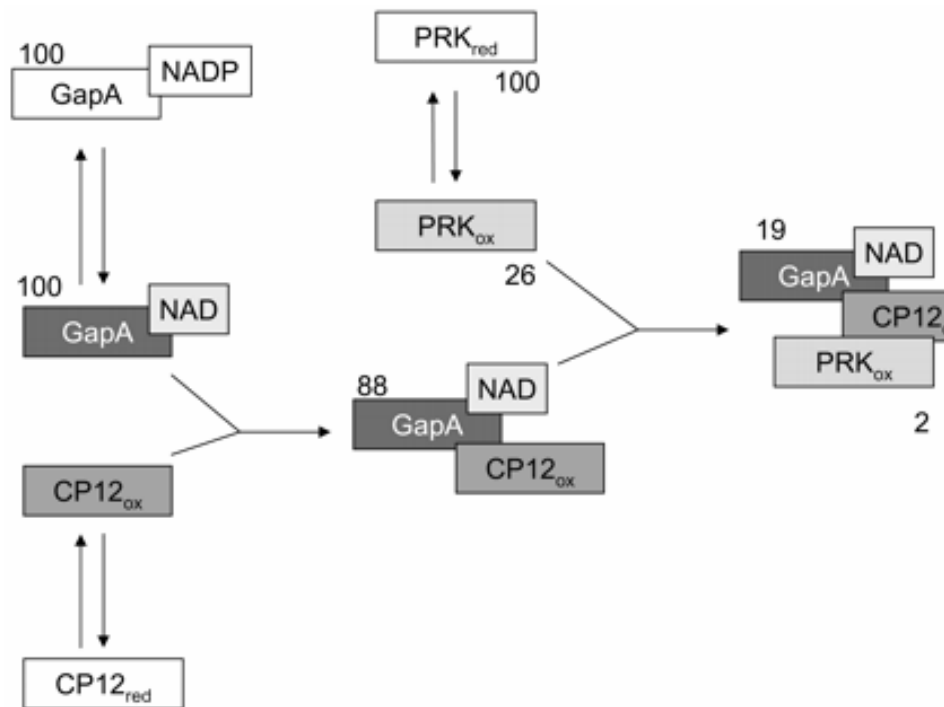 100
NADP
GapA
PRKred
100
PRKox
26
100
NAD
GapA
19
NAD
GapA
CP12
PRKox
2
88
NAD
GapA
CP12ox
CP12ox
CP12red